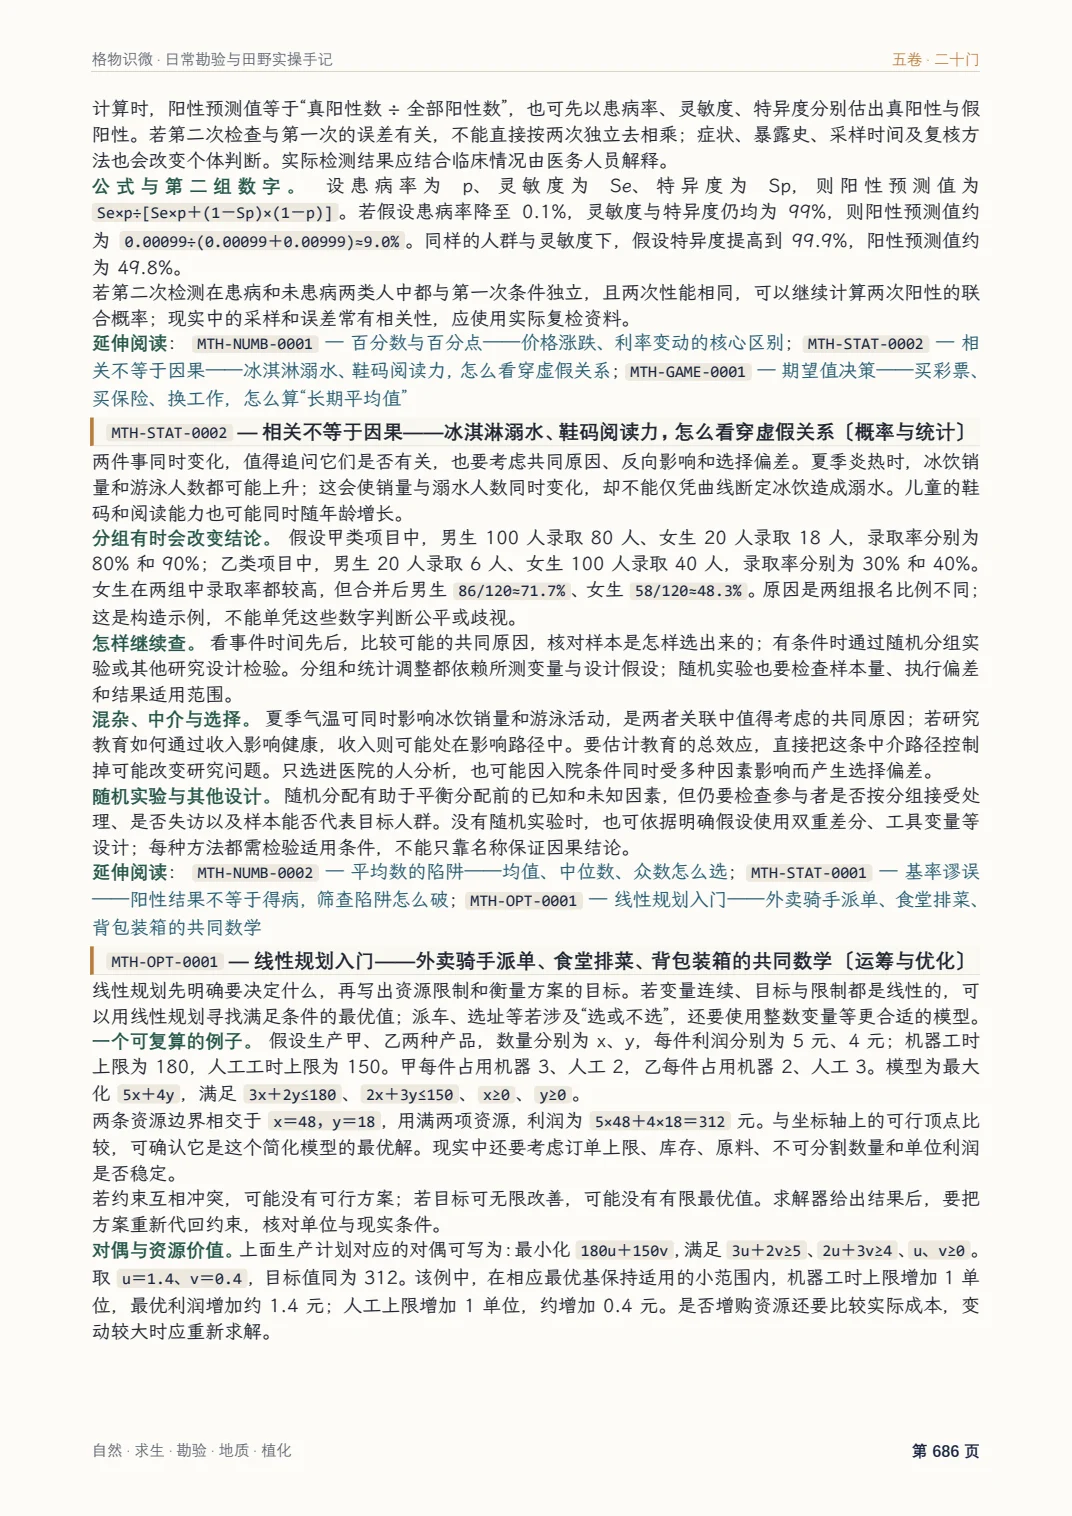 格物识微 · 日常勘验与田野实操手记
五卷 · 二十门
计算时，阳性预测值等于“真阳性数 ÷ 全部阳性数”，也可先以患病率、灵敏度、特异度分别估出真阳性与假
阳性。若第二次检查与第一次的误差有关，不能直接按两次独立去相乘；症状、暴露史、采样时间及复核方
法也会改变个体判断。实际检测结果应结合临床情况由医务人员解释。
公式与第二组数字。 设患病率为 p、灵敏度为 Se、特异度为 Sp，则阳性预测值为
Se×p÷[Se×p＋(1－Sp)×(1－p)]。若假设患病率降至 0.1%，灵敏度与特异度仍均为 99%，则阳性预测值约
为 0.00099÷(0.00099＋0.00999)≈9.0%。同样的人群与灵敏度下，假设特异度提高到 99.9%，阳性预测值约
为 49.8%。
若第二次检测在患病和未患病两类人中都与第一次条件独立，且两次性能相同，可以继续计算两次阳性的联
合概率；现实中的采样和误差常有相关性，应使用实际复检资料。
延伸阅读： MTH-NUMB-0001 — 百分数与百分点——价格涨跌、利率变动的核心区别；MTH-STAT-0002 — 相
关不等于因果——冰淇淋溺水、鞋码阅读力，怎么看穿虚假关系；MTH-GAME-0001 — 期望值决策——买彩票、
买保险、换工作，怎么算“长期平均值”
MTH-STAT-0002 — 相关不等于因果——冰淇淋溺水、鞋码阅读力，怎么看穿虚假关系〔概率与统计〕
两件事同时变化，值得追问它们是否有关，也要考虑共同原因、反向影响和选择偏差。夏季炎热时，冰饮销
量和游泳人数都可能上升；这会使销量与溺水人数同时变化，却不能仅凭曲线断定冰饮造成溺水。儿童的鞋
码和阅读能力也可能同时随年龄增长。
分组有时会改变结论。 假设甲类项目中，男生 100 人录取 80 人、女生 20 人录取 18 人，录取率分别为
80% 和 90%；乙类项目中，男生 20 人录取 6 人、女生 100 人录取 40 人，录取率分别为 30% 和 40%。
女生在两组中录取率都较高，但合并后男生 86/120≈71.7%、女生 58/120≈48.3%。原因是两组报名比例不同；
这是构造示例，不能单凭这些数字判断公平或歧视。
怎样继续查。 看事件时间先后，比较可能的共同原因，核对样本是怎样选出来的；有条件时通过随机分组实
验或其他研究设计检验。分组和统计调整都依赖所测变量与设计假设；随机实验也要检查样本量、执行偏差
和结果适用范围。
混杂、中介与选择。 夏季气温可同时影响冰饮销量和游泳活动，是两者关联中值得考虑的共同原因；若研究
教育如何通过收入影响健康，收入则可能处在影响路径中。要估计教育的总效应，直接把这条中介路径控制
掉可能改变研究问题。只选进医院的人分析，也可能因入院条件同时受多种因素影响而产生选择偏差。
随机实验与其他设计。 随机分配有助于平衡分配前的已知和未知因素，但仍要检查参与者是否按分组接受处
理、是否失访以及样本能否代表目标人群。没有随机实验时，也可依据明确假设使用双重差分、工具变量等
设计；每种方法都需检验适用条件，不能只靠名称保证因果结论。
延伸阅读： MTH-NUMB-0002 — 平均数的陷阱——均值、中位数、众数怎么选；MTH-STAT-0001 — 基率谬误
——阳性结果不等于得病，筛查陷阱怎么破；MTH-OPT-0001 — 线性规划入门——外卖骑手派单、食堂排菜、
背包装箱的共同数学
MTH-OPT-0001 — 线性规划入门——外卖骑手派单、食堂排菜、背包装箱的共同数学〔运筹与优化〕
线性规划先明确要决定什么，再写出资源限制和衡量方案的目标。若变量连续、目标与限制都是线性的，可
以用线性规划寻找满足条件的最优值；派车、选址等若涉及“选或不选”，还要使用整数变量等更合适的模型。
一个可复算的例子。 假设生产甲、乙两种产品，数量分别为 x、y，每件利润分别为 5 元、4 元；机器工时
上限为 180，人工工时上限为 150。甲每件占用机器 3、人工 2，乙每件占用机器 2、人工 3。模型为最大
化 5x＋4y，满足 3x＋2y≤180、2x＋3y≤150、x≥0、y≥0。
两条资源边界相交于 x＝48，y＝18，用满两项资源，利润为 5×48＋4×18＝312 元。与坐标轴上的可行顶点比
较，可确认它是这个简化模型的最优解。现实中还要考虑订单上限、库存、原料、不可分割数量和单位利润
是否稳定。
若约束互相冲突，可能没有可行方案；若目标可无限改善，可能没有有限最优值。求解器给出结果后，要把
方案重新代回约束，核对单位与现实条件。
对偶与资源价值。上面生产计划对应的对偶可写为：最小化 180u＋150v，满足 3u＋2v≥5、2u＋3v≥4、u、v≥0。
取 u＝1.4、v＝0.4，目标值同为 312。该例中，在相应最优基保持适用的小范围内，机器工时上限增加 1 单
位，最优利润增加约 1.4 元；人工上限增加 1 单位，约增加 0.4 元。是否增购资源还要比较实际成本，变
动较大时应重新求解。
自然 · 求生 · 勘验 · 地质 · 植化
第 686 页